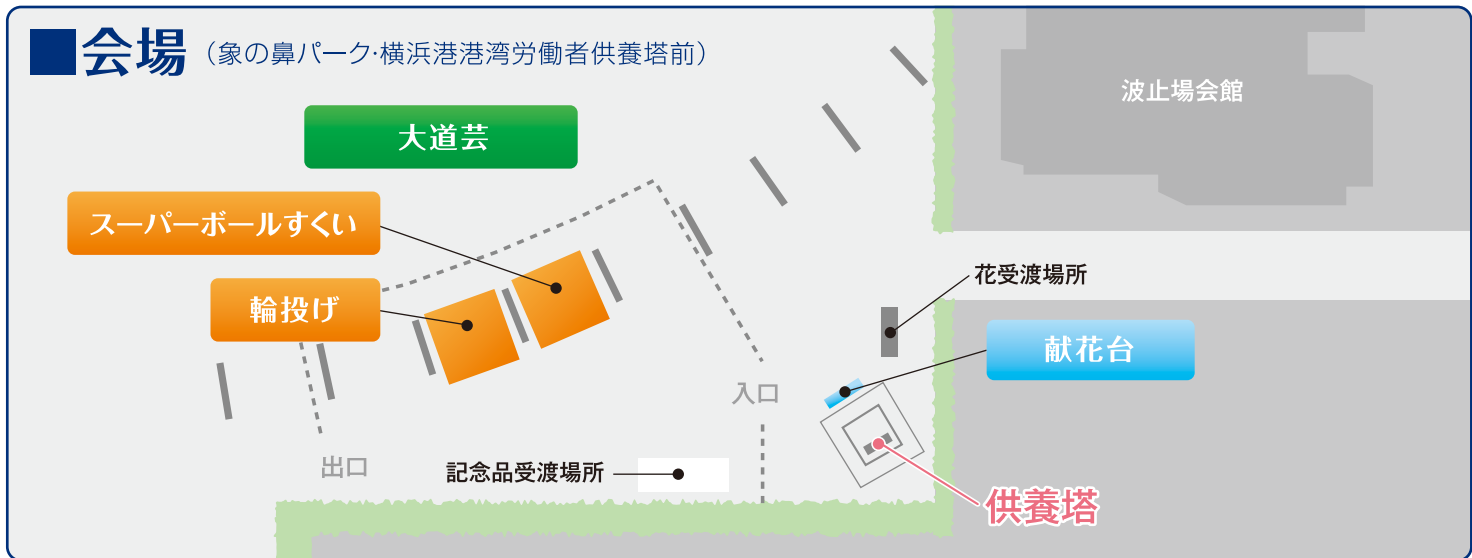 ■会場（象の鼻パーク・横浜港港湾労働者供養塔前）
波止場会館
大道芸
スーパーボールすくい
輪投げ
花受渡場所
献花台
入口
出口
記念品受渡場所
供養塔